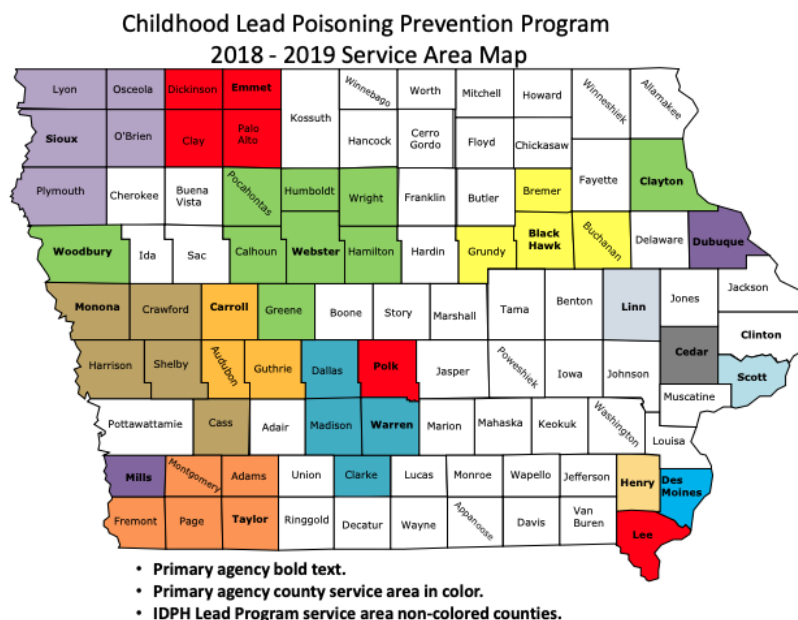 Childhood Lead Poisoning Prevention Program
2018 - 2019 Service Area Map
Lyon
Osceola
Dickinson
Emmet
Kossuth
Winnebago
Worth
Mitchell
Howard
Winneshiek
Allamakee
Sioux
O'Brien
Clay
Palo
Alto
Hancock
Cerro
Gordo
Floyd
Chickasaw
Plymouth
Cherokee
Buena
Vista
Pocahontas
Humboldt
Wright
Franklin
Butler
Bremer
Fayette
Clayton
Woodbury
Ida
Sac
Calhoun
Webster
Hamilton
Hardin
Grundy
Black
Hawk
Buchanan
Delaware
Dubuque
Monona
Crawford
Carroll
Greene
Boone
Story
Marshall
Tama
Benton
Linn
Jones
Jackson
Clinton
Harrison
Shelby
Audubon
Guthrie
Dallas
Polk
Jasper
Poweshiek
Iowa
Johnson
Cedar
Scott
Muscatine
Pottawattamie
Cass
Adair
Madison
Warren
Marion
Mahaska
Keokuk
Washington
Louisa
Mills
Montgomery
Adams
Union
Clarke
Lucas
Monroe
Wapello
Jefferson
Henry
Des
Moines
Fremont
Page
Taylor
Ringgold
Decatur
Wayne
Appanoose
Davis
Van
Buren
Lee
• Primary agency bold text.
• Primary agency county service area in color.
• IDPH Lead Program service area non-colored counties.